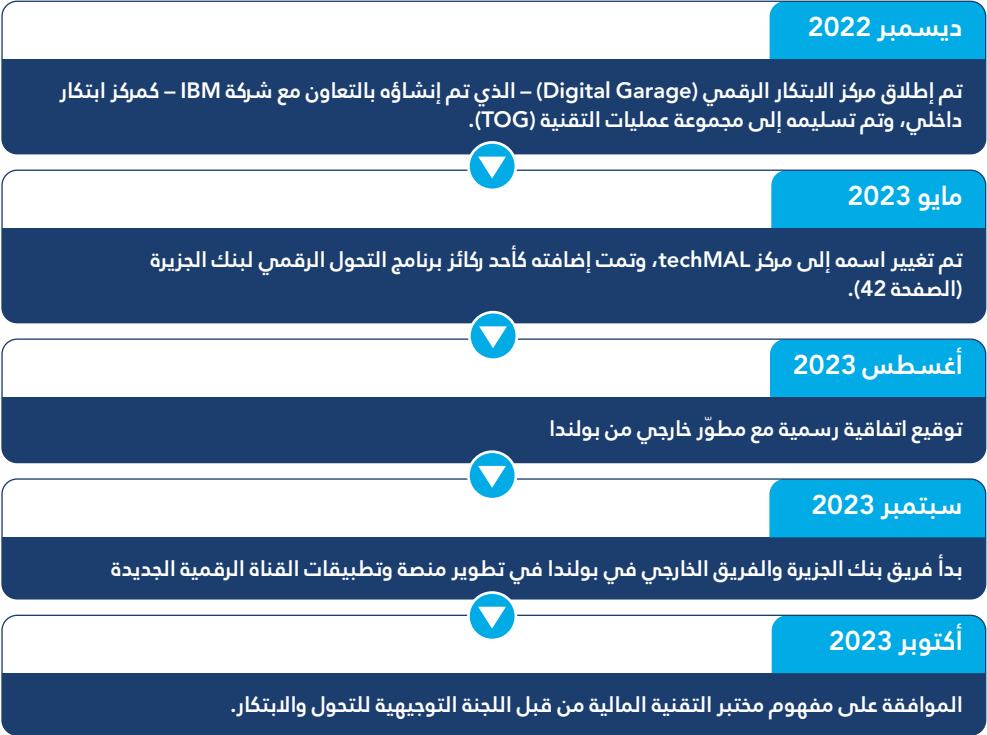 ديسمبر 2022
تم إطلاق مركز الابتكار الرقمي (Digital Garage) – الذي تم إنشاؤه بالتعاون مع شركة IBM – كمركز ابتكار
داخلي، وتم تسليمه إلى مجموعة عمليات التقنية (TOG).
مايو 2023
تم تغيير اسمه إلى مركز techMAL، وتمت إضافته كأحد ركائز برنامج التحول الرقمي لبنك الجزيرة
(الصفحة 42).
أغسطس 2023
توقيع اتفاقية رسمية مع مطوّر خارجي من بولندا
سبتمبر 2023
بدأ فريق بنك الجزيرة والفريق الخارجي في بولندا في تطوير منصة وتطبيقات القناة الرقمية الجديدة
أكتوبر 2023
الموافقة على مفهوم مختبر التقنية المالية من قبل اللجنة التوجيهية للتحول والابتكار.